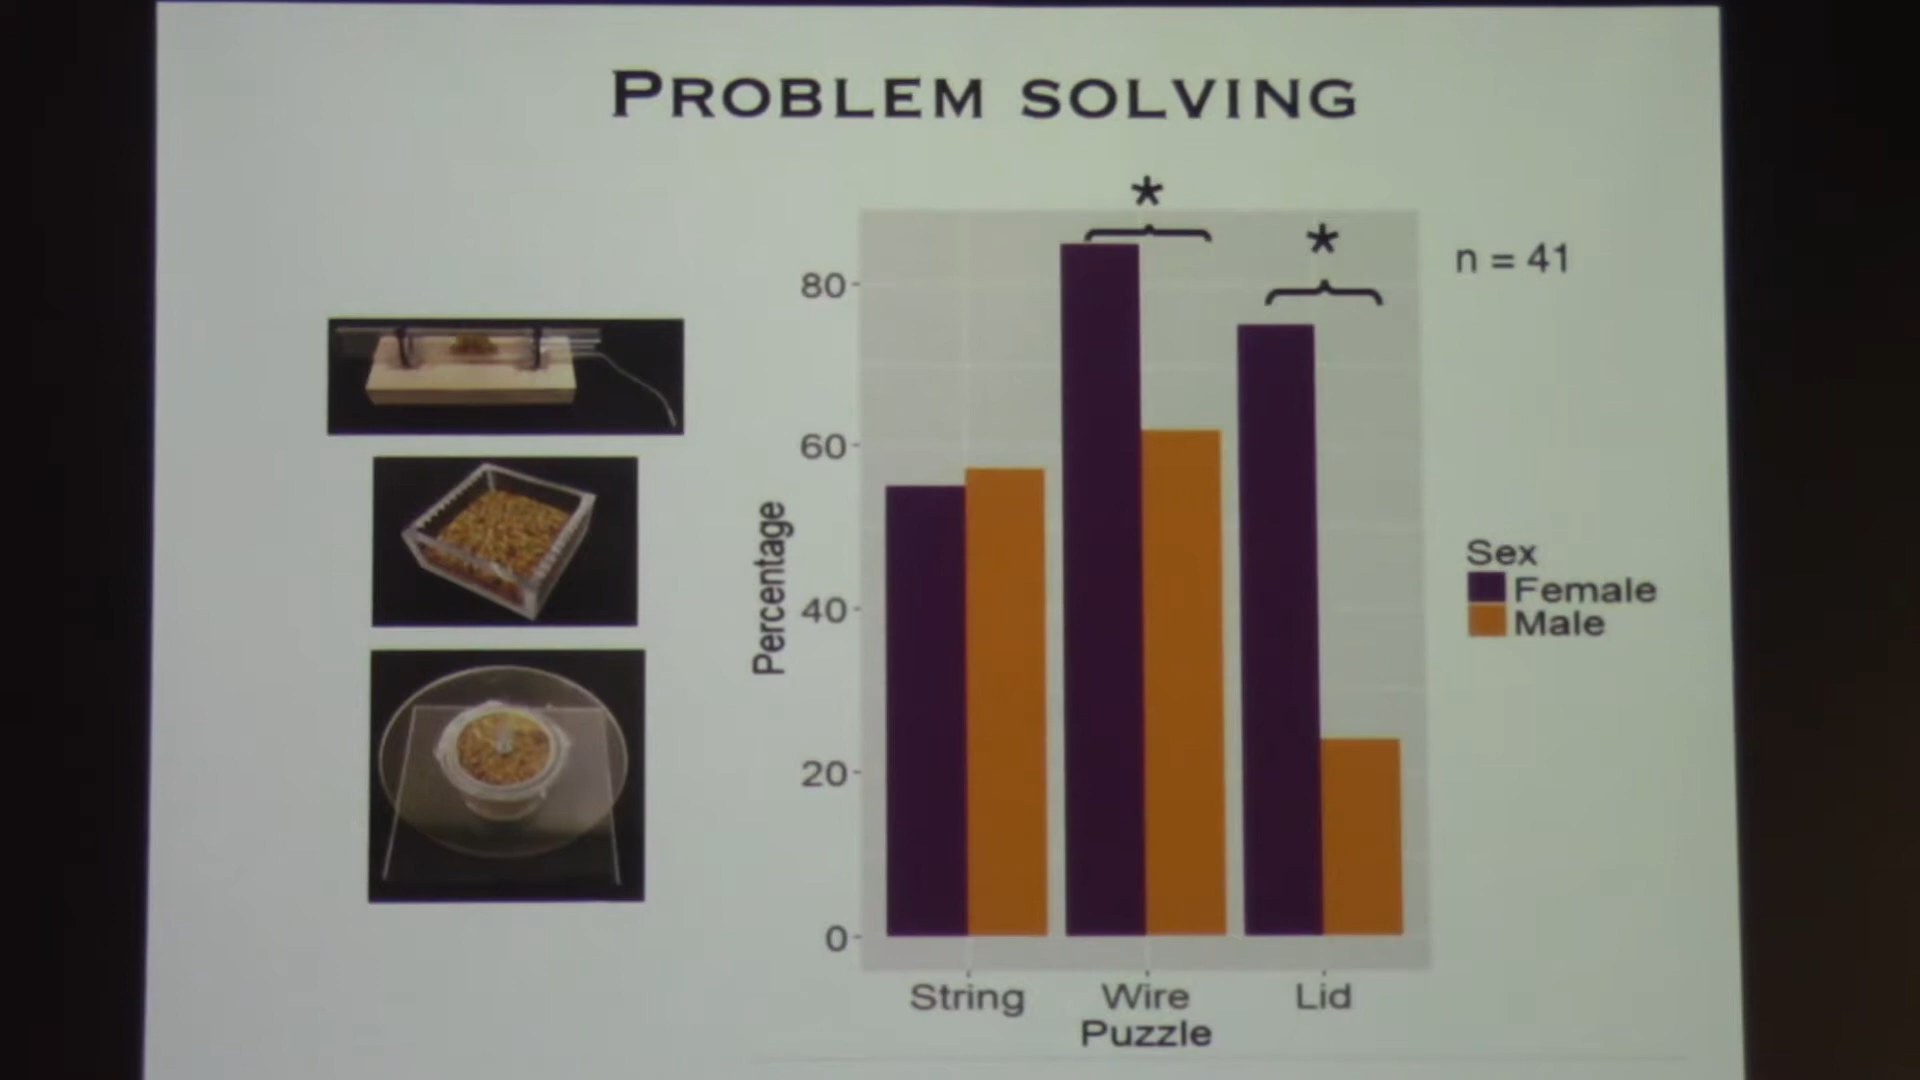 PROBLEM SOLVING
*
*
n = 41
80
60
40
20
0
Percentage
String
Wire
Lid
Puzzle
Sex
Female
Male